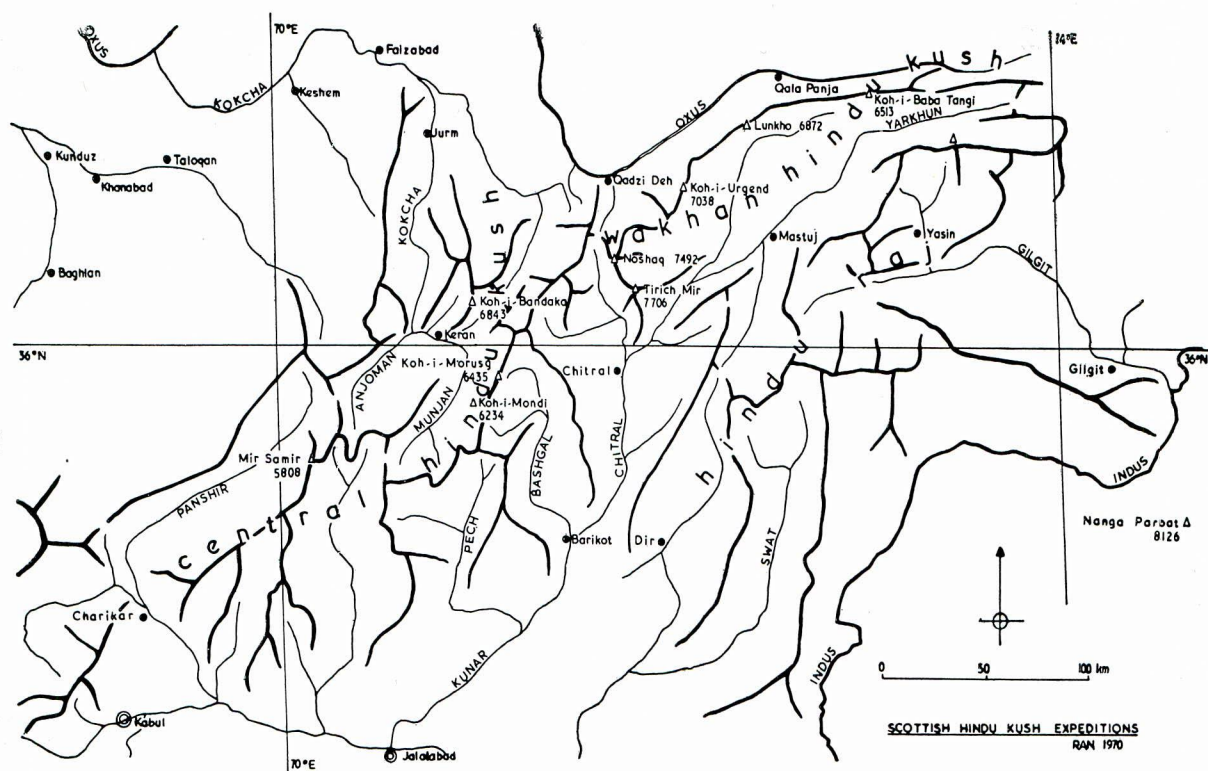 70°E
74°E
OXUS
Faizabad
KOKCHA
Keshem
Jurm
Kunduz
Taloqan
Khanabad
Baghlan
KOKCHA
OXUS
Qala Panja
hindu kush
Koh-i-Baba Tangi
6513
Lunkho 6872
YARKHUN
Qadzi Deh
Koh-i-Urgend
7038
wakhan
Noshaq 7492
Mastuj
Yasin
GILGIT
Tirich Mir
7706
Koh-i-Bandaka
6843
Keran
36°N
36°N
Koh-i-Morusg
6435
Koh-i-Mondi
6234
ANJOMAN
MUNJAN
Chitral
Gilgit
Mir Samir
5808
PANSHIR
central hindu kush
BASHGAL
CHITRAL
hindu raj
INDUS
PECH
Barikot
Dir
SWAT
Nanga Parbat
8126
Charikar
KUNAR
INDUS
0 50 100 km
Kabul
Jalalabad
70°E
SCOTTISH HINDU KUSH EXPEDITIONS
RAN 1970